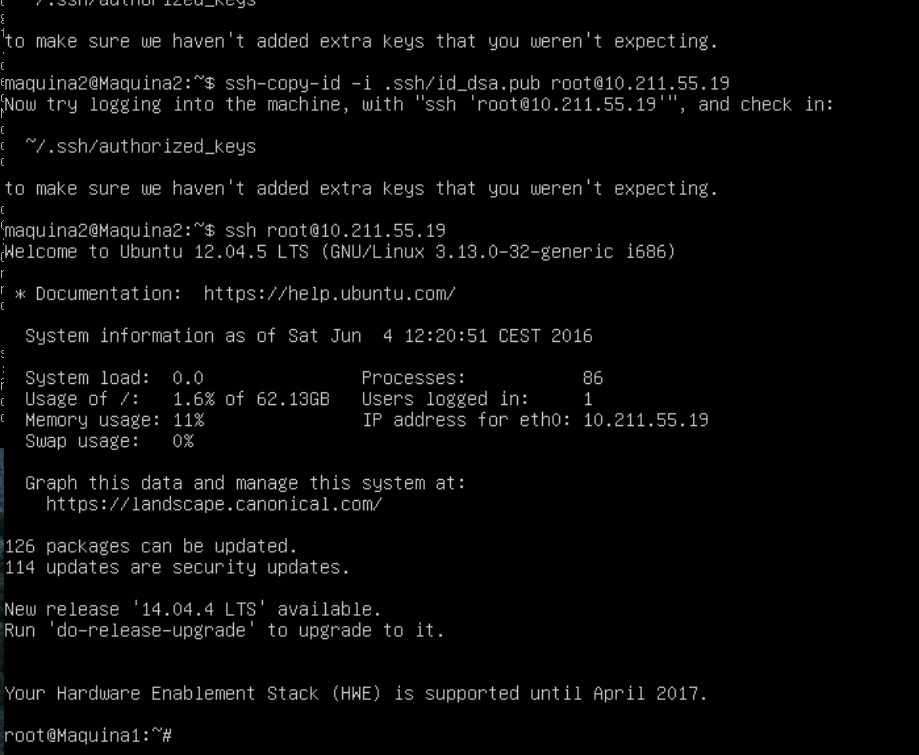 ~/.ssh/authorized_keys
to make sure we haven't added extra keys that you weren't expecting.
maquina2@Maquina2:~$ ssh-copy-id -i .ssh/id_dsa.pub root@10.211.55.19
Now try logging into the machine, with "ssh 'root@10.211.55.19'", and check in:
~/.ssh/authorized_keys
to make sure we haven't added extra keys that you weren't expecting.
maquina2@Maquina2:~$ ssh root@10.211.55.19
Welcome to Ubuntu 12.04.5 LTS (GNU/Linux 3.13.0-32-generic i686)
* Documentation:  https://help.ubuntu.com/
System information as of Sat Jun  4 12:20:51 CEST 2016
System load:  0.0               Processes:           86
Usage of /:   1.6% of 62.13GB   Users logged in:     1
Memory usage: 11%               IP address for eth0: 10.211.55.19
Swap usage:   0%
Graph this data and manage this system at:
https://landscape.canonical.com/
126 packages can be updated.
114 updates are security updates.
New release '14.04.4 LTS' available.
Run 'do-release-upgrade' to upgrade to it.
Your Hardware Enablement Stack (HWE) is supported until April 2017.
root@Maquina1:~#